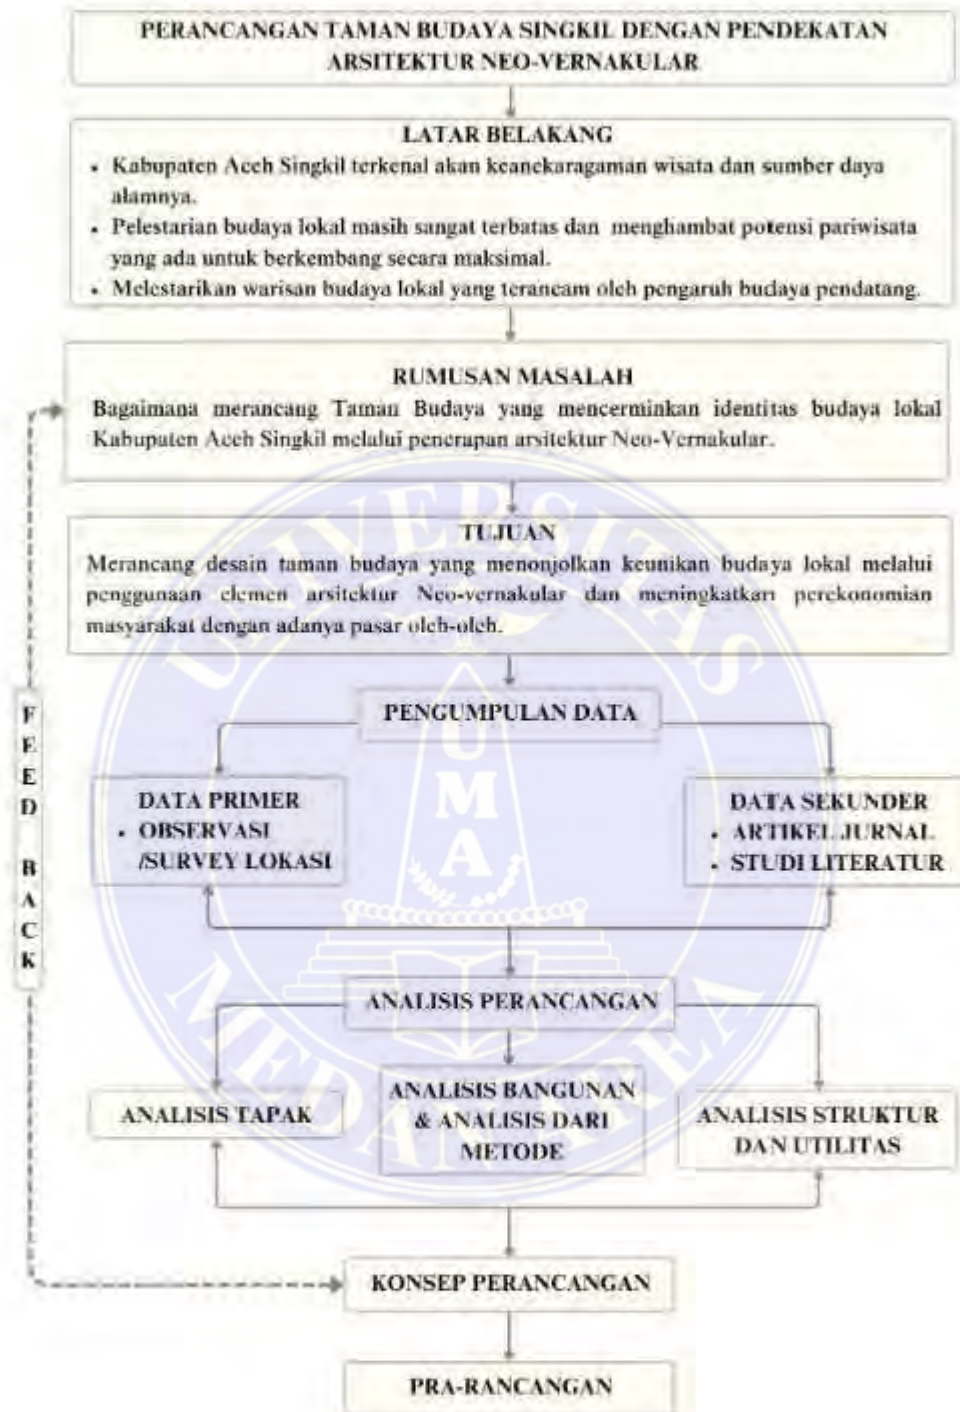 PERANCANGAN TAMAN BUDAYA SINGKIL DENGAN PENDEKATAN
ARSITEKTUR NEO-VERNAKULAR
LATAR BELAKANG
• Kabupaten Aceh Singkil terkenal akan keanekaragaman wisata dan sumber daya
alamnya.
• Pelestarian budaya lokal masih sangat terbatas dan menghambat potensi pariwisata
yang ada untuk berkembang secara maksimal.
• Melestarikan warisan budaya lokal yang terancam oleh pengaruh budaya pendatang.
RUMUSAN MASALAH
Bagaimana merancang Taman Budaya yang mencerminkan identitas budaya lokal
Kabupaten Aceh Singkil melalui penerapan arsitektur Neo-Vernakular.
TUJUAN
Merancang desain taman budaya yang menonjolkan keunikan budaya lokal melalui
penggunaan elemen arsitektur Neo-vernakular dan meningkatkan perekonomian
masyarakat dengan adanya pasar oleh-oleh.
PENGUMPULAN DATA
DATA PRIMER
• OBSERVASI
/SURVEY LOKASI
DATA SEKUNDER
• ARTIKEL JURNAL
• STUDI LITERATUR
ANALISIS PERANCANGAN
ANALISIS TAPAK
ANALISIS BANGUNAN
& ANALISIS DARI
METODE
ANALISIS STRUKTUR
DAN UTILITAS
KONSEP PERANCANGAN
PRA-RANCANGAN
FEED BACK
UNIVERSITAS
MEDAN AREA
UMA